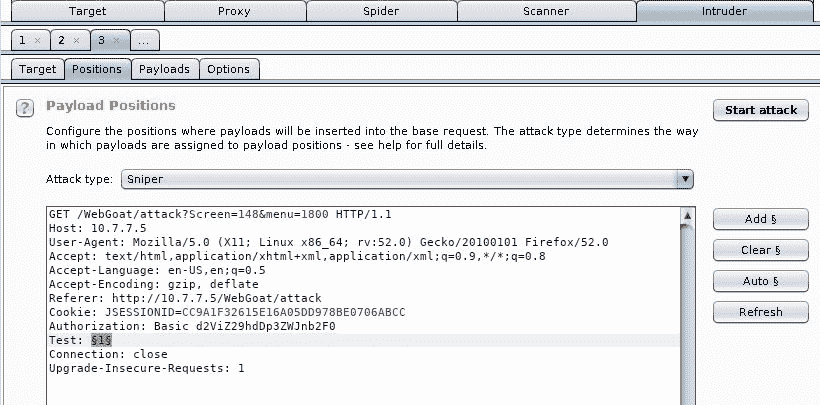 Target Proxy Spider Scanner Intruder
1 × 2 × 3 × ...
Target Positions Payloads Options
? Payload Positions
Start attack
Configure the positions where payloads will be inserted into the base request. The attack type determines the way
in which payloads are assigned to payload positions - see help for full details.
Attack type: Sniper
GET /WebGoat/attack?Screen=148&menu=1800 HTTP/1.1
Host: 10.7.7.5
User-Agent: Mozilla/5.0 (X11; Linux x86_64; rv:52.0) Gecko/20100101 Firefox/52.0
Accept: text/html,application/xhtml+xml,application/xml;q=0.9,*/*;q=0.8
Accept-Language: en-US,en;q=0.5
Accept-Encoding: gzip, deflate
Referer: http://10.7.7.5/WebGoat/attack
Cookie: JSESSIONID=CC9A1F32615E16A05DD978BE0706ABCC
Authorization: Basic d2ViZ29hdDp3ZWJnb2F0
Test: §1§
Connection: close
Upgrade-Insecure-Requests: 1
Add §
Clear §
Auto §
Refresh